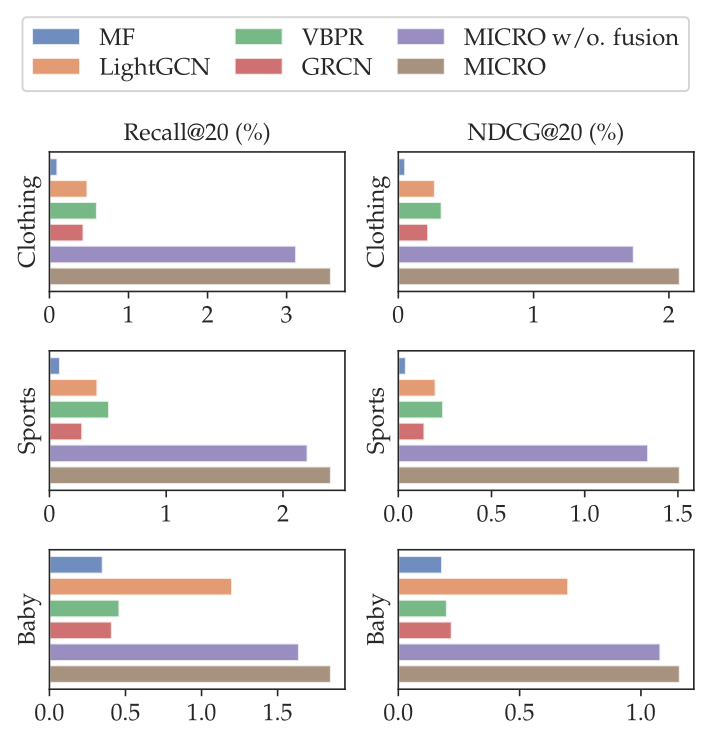 MF VBPR MICRO w/o. fusion
LightGCN GRCN MICRO
Recall@20 (%) NDCG@20 (%)
Clothing Clothing
0 1 2 3 0 1 2
Sports Sports
0 1 2 0.0 0.5 1.0 1.5
Baby Baby
0.0 0.5 1.0 1.5 0.0 0.5 1.0